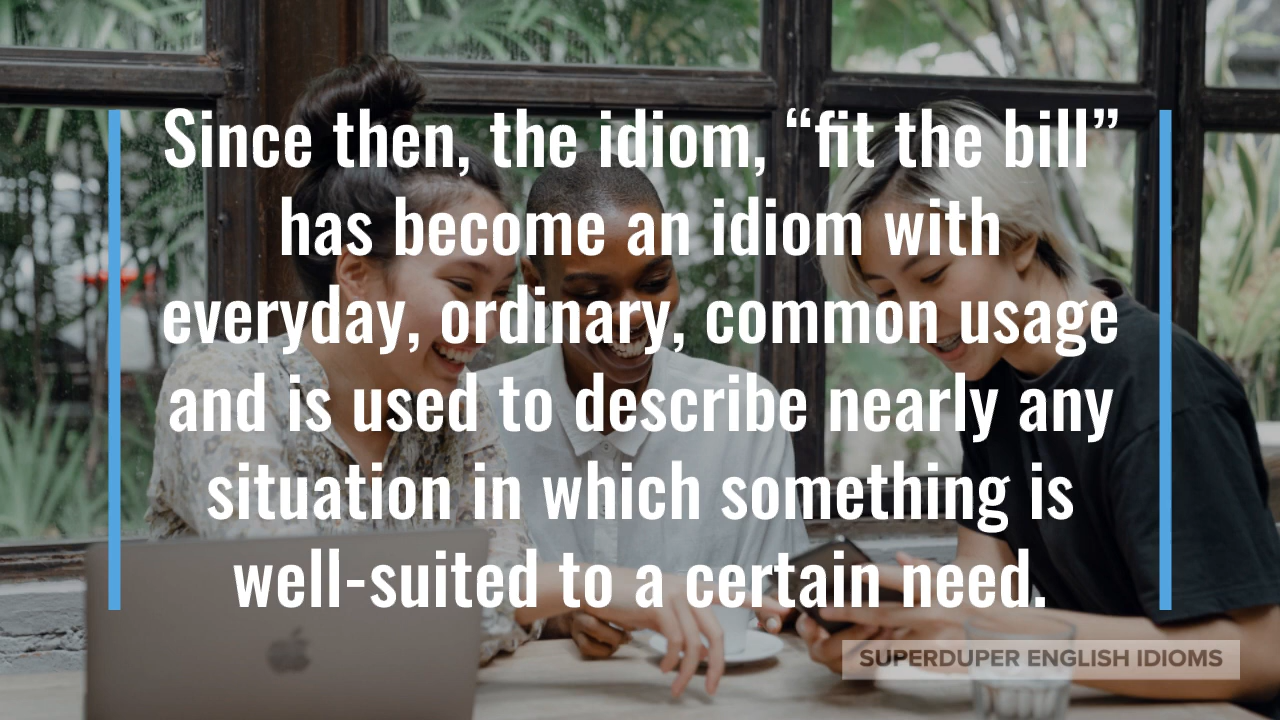 Since then, the idiom, “fit the bill”
has become an idiom with
everyday, ordinary, common usage
and is used to describe nearly any
situation in which something is
well-suited to a certain need.
SUPERDUPER ENGLISH IDIOMS